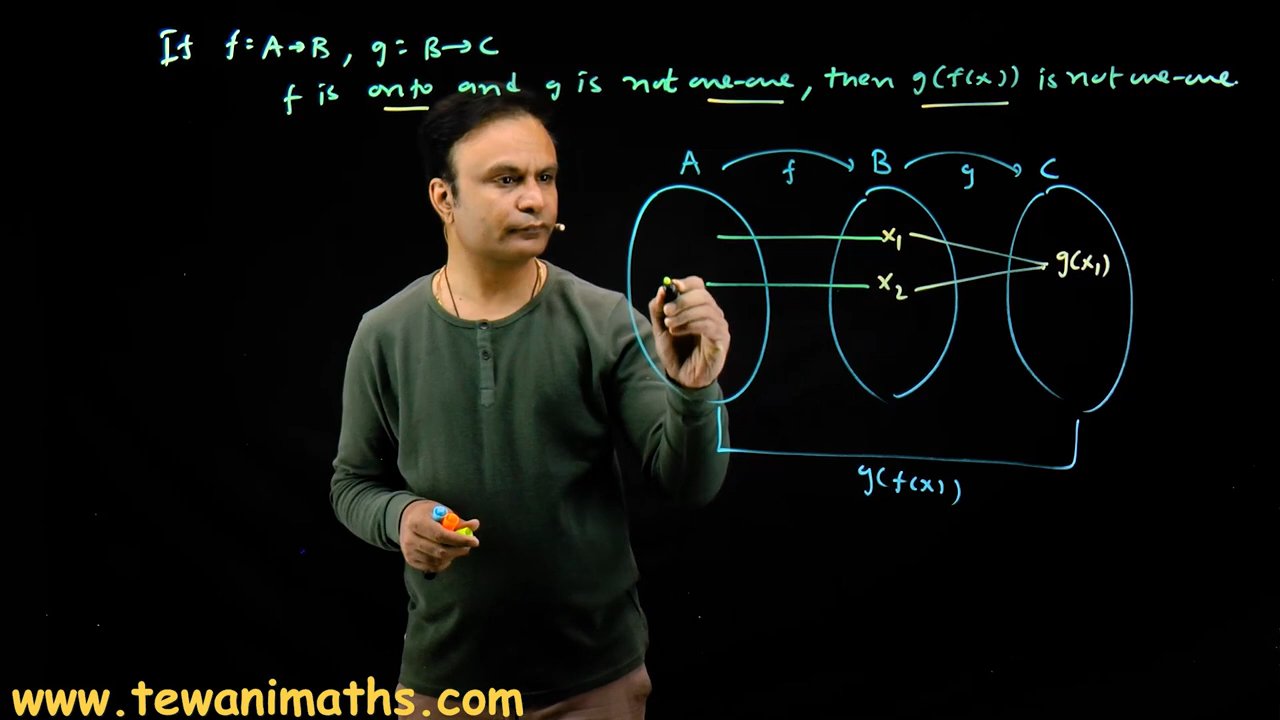 If f: A→B, g: B→C
f is onto and g is not one-one, then g(f(x)) is not one-one.
A f B g C
x₁
x₂
g(x₁)
g(f(x))
www.tewanimaths.com